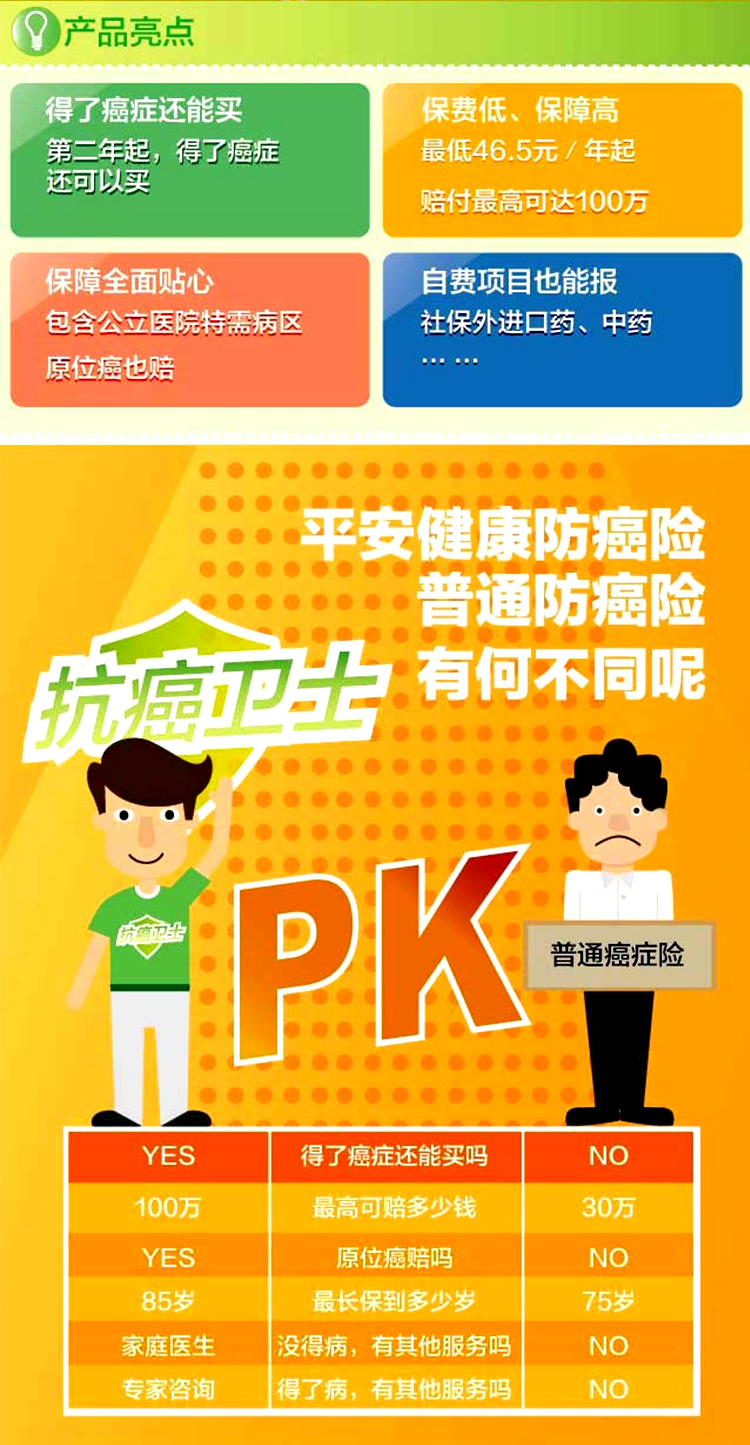 产品亮点
得了癌症还能买
第二年起，得了癌症
还可以买
保费低、保障高
最低46.5元 / 年起
赔付最高可达100万
保障全面贴心
包含公立医院特需病区
原位癌也赔
自费项目也能报
社保外进口药、中药
... ...
平安健康防癌险
普通防癌险
有何不同呢
抗癌卫士
抗癌卫士
PK
普通癌症险
YES 得了癌症还能买吗 NO
100万 最高可赔多少钱 30万
YES 原位癌赔吗 NO
85岁 最长保到多少岁 75岁
家庭医生 没得病，有其他服务吗 NO
专家咨询 得了病，有其他服务吗 NO